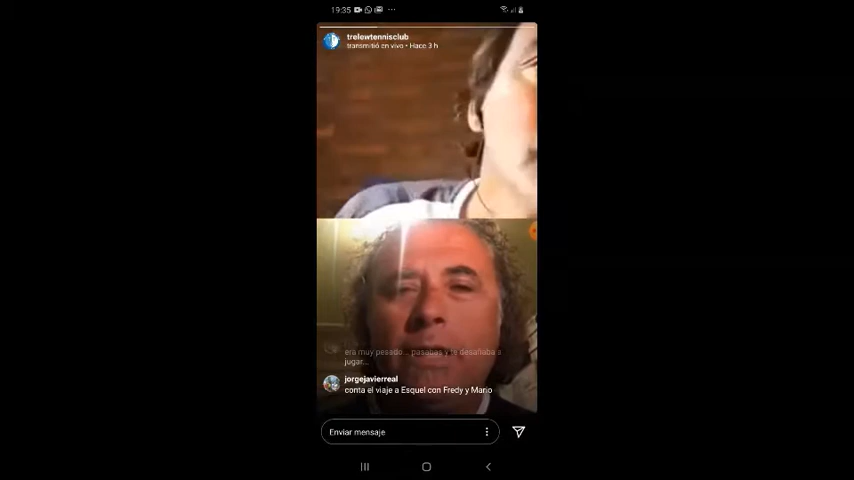 19:35
trelewtennisclub
transmitió en vivo • Hace 3 h
era muy pesado... pasabas y te desafiaba a
jugar...
jorgejavierreal
conta el viaje a Esquel con Fredy y Mario
Enviar mensaje